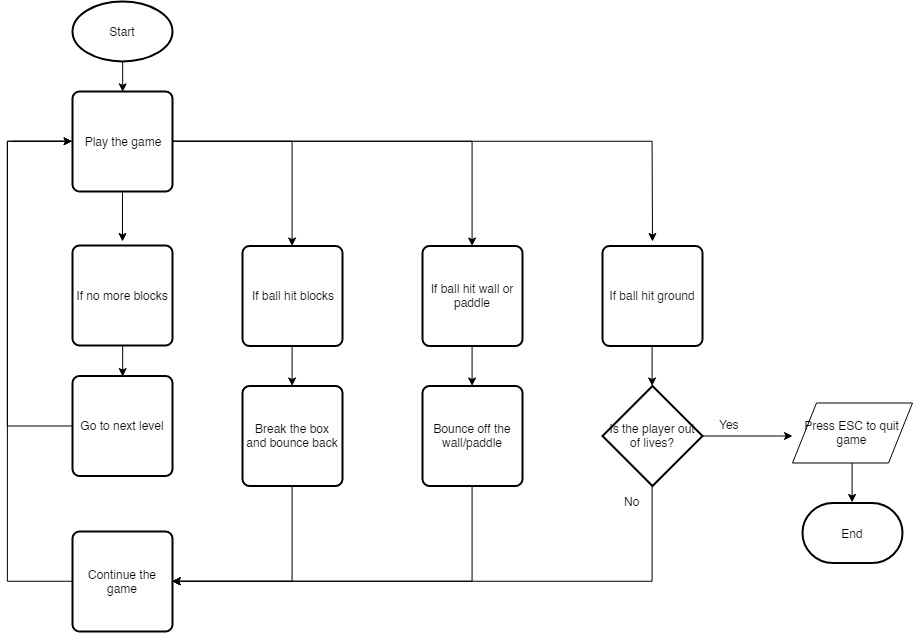 Start
Play the game
If no more blocks
If ball hit blocks
If ball hit wall or
paddle
If ball hit ground
Go to next level
Break the box
and bounce back
Bounce off the
wall/paddle
Is the player out
of lives?
Yes
Press ESC to quit
game
No
End
Continue the
game